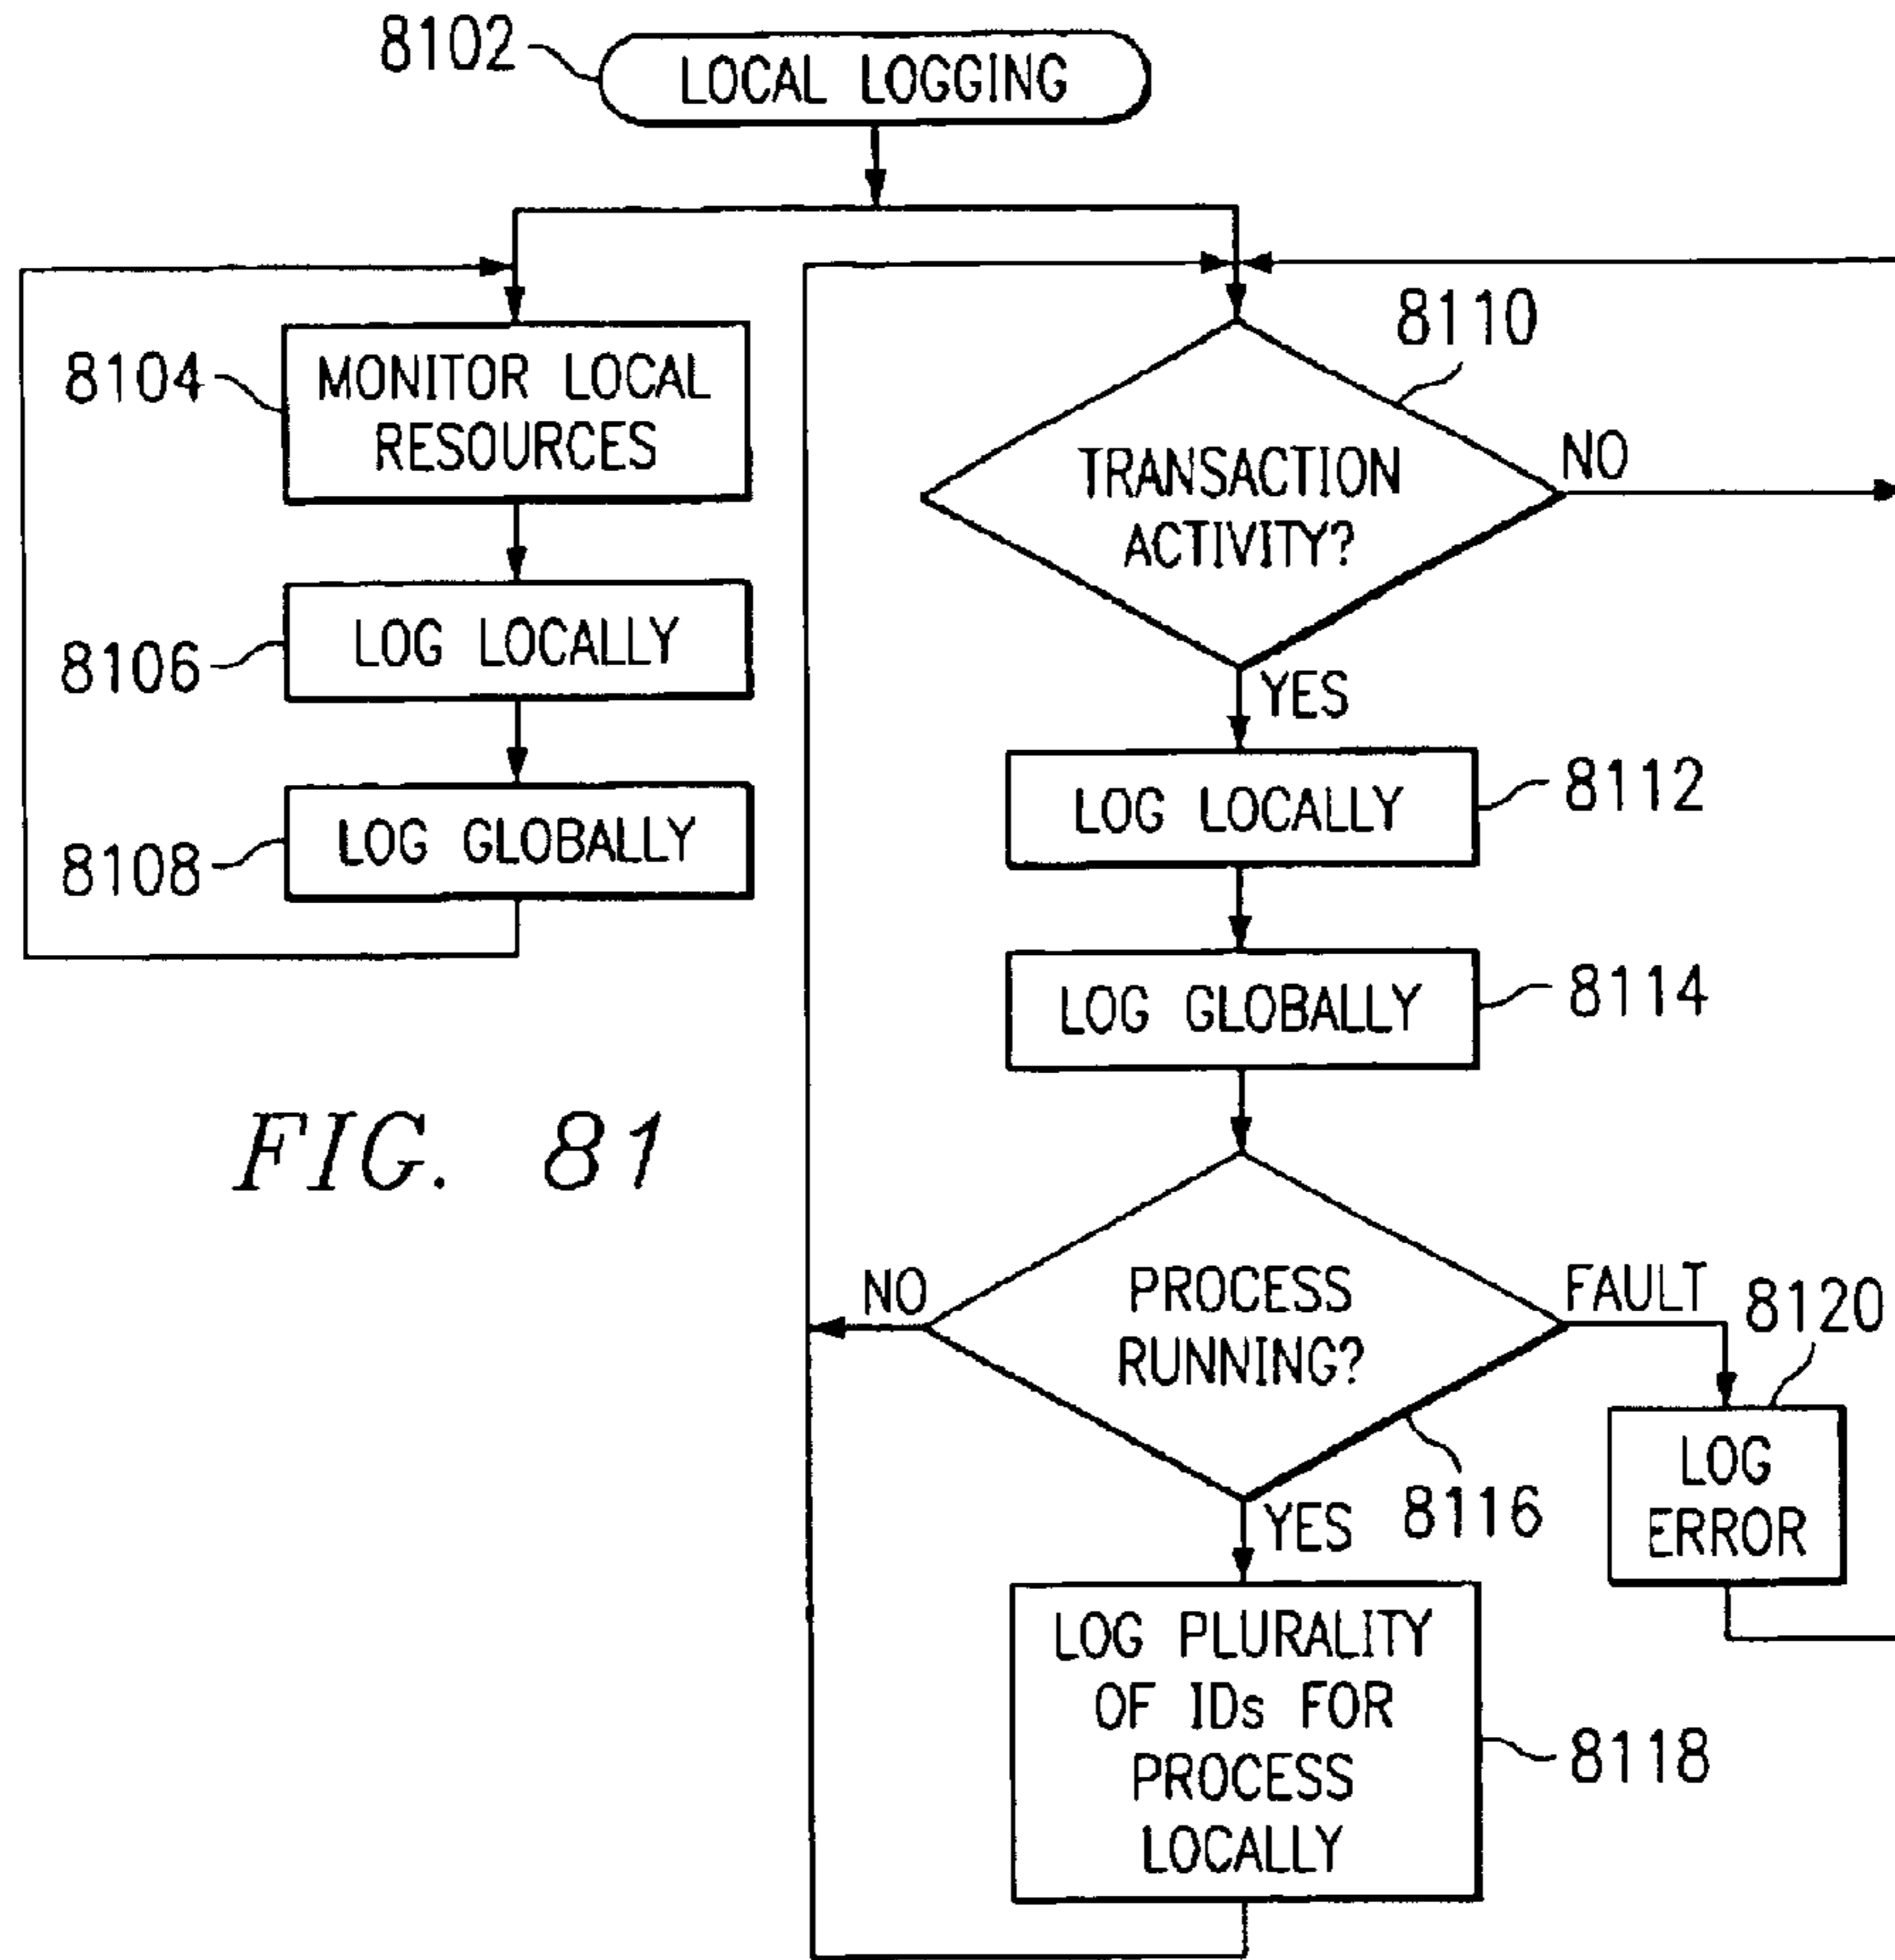 8102
LOCAL LOGGING
8104
MONITOR LOCAL
RESOURCES
8106
LOG LOCALLY
8108
LOG GLOBALLY
8110
TRANSACTION
ACTIVITY?
NO
YES
LOG LOCALLY
8112
LOG GLOBALLY
8114
FIG. 81
NO
PROCESS
RUNNING?
FAULT
8120
YES
8116
LOG
ERROR
LOG PLURALITY
OF IDs FOR
PROCESS
LOCALLY
8118